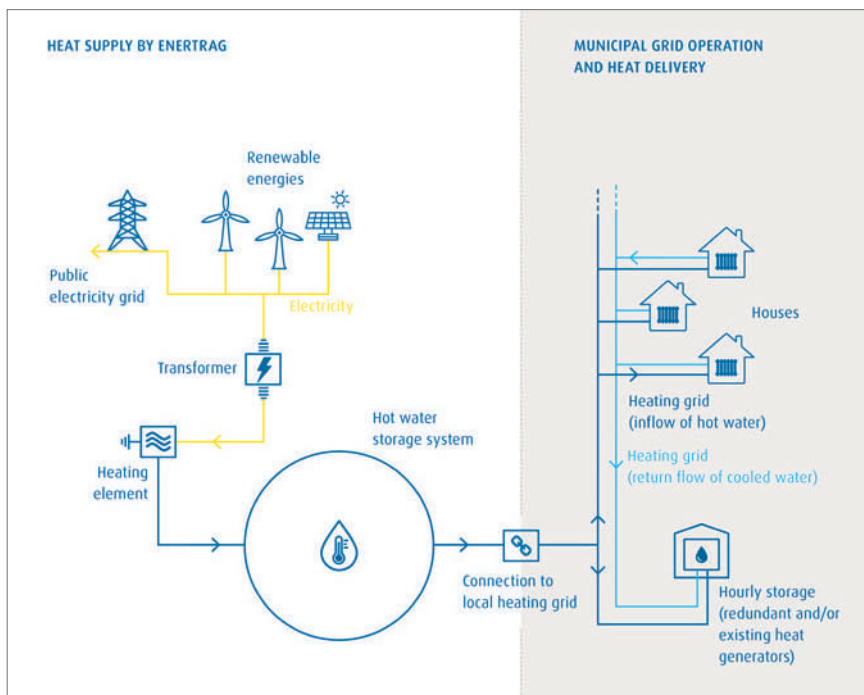 HEAT SUPPLY BY ENERTRAG
MUNICIPAL GRID OPERATION
AND HEAT DELIVERY
Renewable
energies
Public
electricity grid
Electricity
Houses
Transformer
Heating grid
(inflow of hot water)
Hot water
storage system
Heating
element
Heating grid
(return flow of cooled water)
Connection to
local heating grid
Hourly storage
(redundant and/or
existing heat
generators)